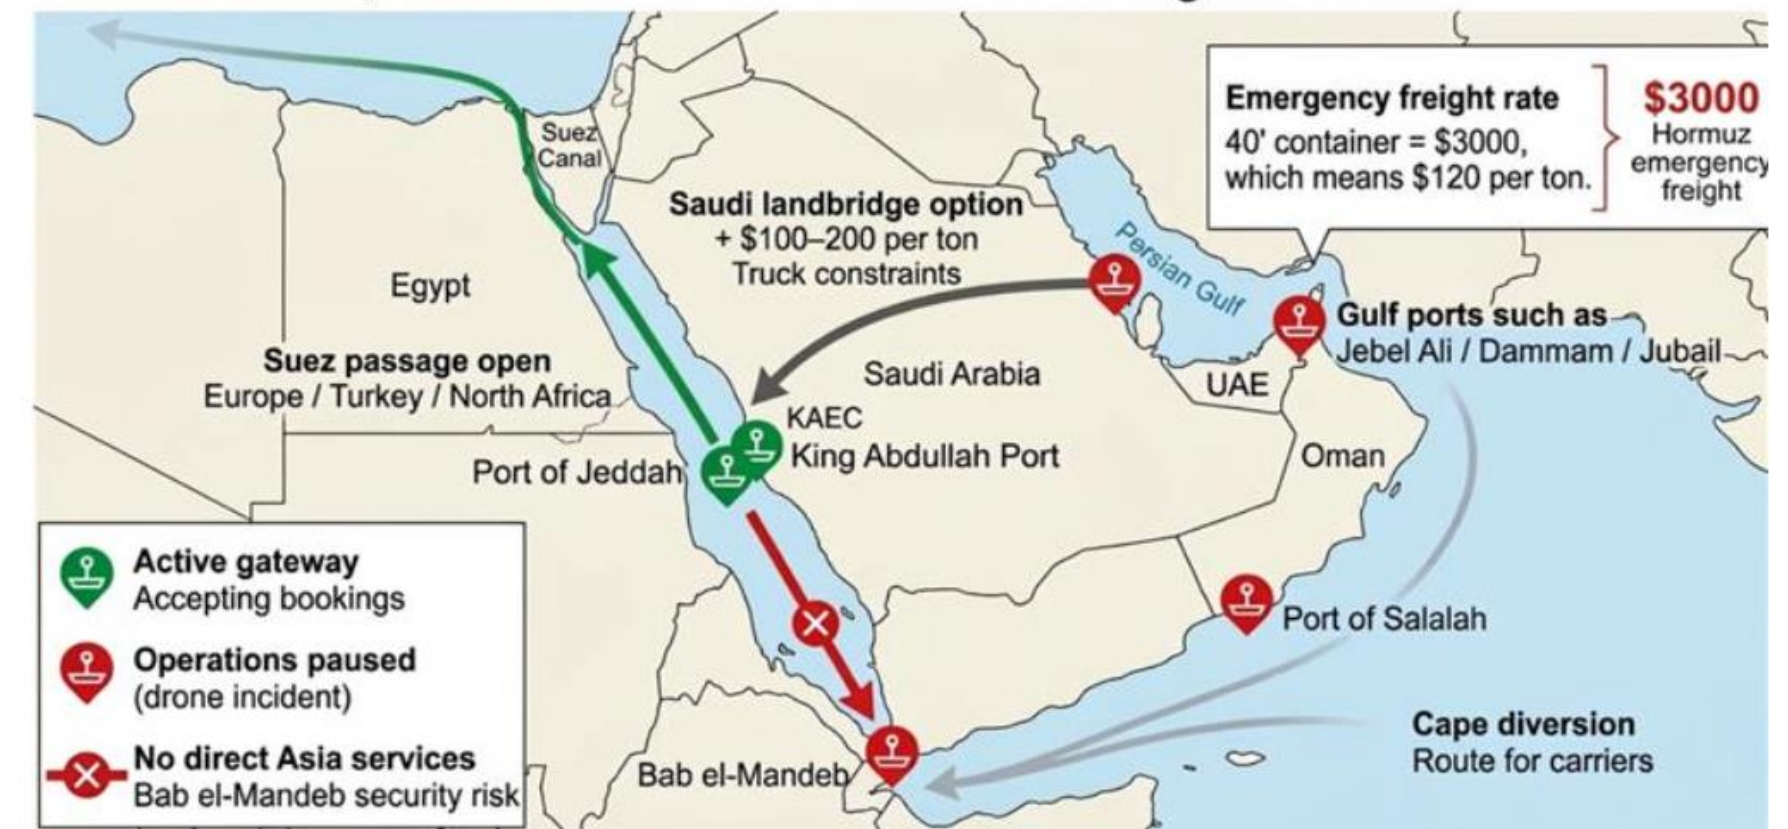 Suez
Canal
Emergency freight rate
40' container = $3000,
which means $120 per ton.
$3000
Hormuz
emergency
freight
Saudi landbridge option
+ $100–200 per ton
Truck constraints
Persian Gulf
Egypt
Gulf ports such as
Jebel Ali / Dammam / Jubail
Suez passage open
Europe / Turkey / North Africa
Saudi Arabia
UAE
KAEC
King Abdullah Port
Port of Jeddah
Oman
Active gateway
Accepting bookings
Operations paused
(drone incident)
No direct Asia services
Bab el-Mandeb security risk
Port of Salalah
Bab el-Mandeb
Cape diversion
Route for carriers